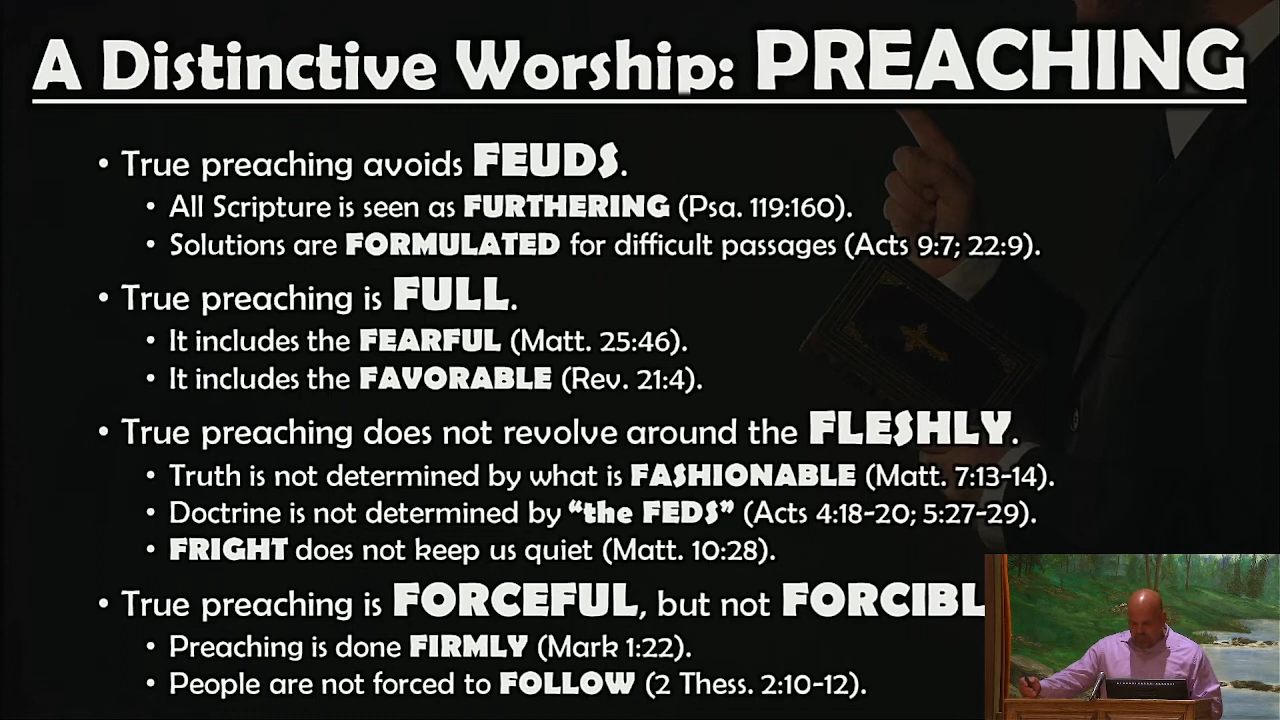 A Distinctive Worship: PREACHING
• True preaching avoids FEUDS.
• All Scripture is seen as FURTHERING (Psa. 119:160).
• Solutions are FORMULATED for difficult passages (Acts 9:7; 22:9).
• True preaching is FULL.
• It includes the FEARFUL (Matt. 25:46).
• It includes the FAVORABLE (Rev. 21:4).
• True preaching does not revolve around the FLESHLY.
• Truth is not determined by what is FASHIONABLE (Matt. 7:13-14).
• Doctrine is not determined by “the FEDS” (Acts 4:18-20; 5:27-29).
• FRIGHT does not keep us quiet (Matt. 10:28).
• True preaching is FORCEFUL, but not FORCIBL
• Preaching is done FIRMLY (Mark 1:22).
• People are not forced to FOLLOW (2 Thess. 2:10-12).